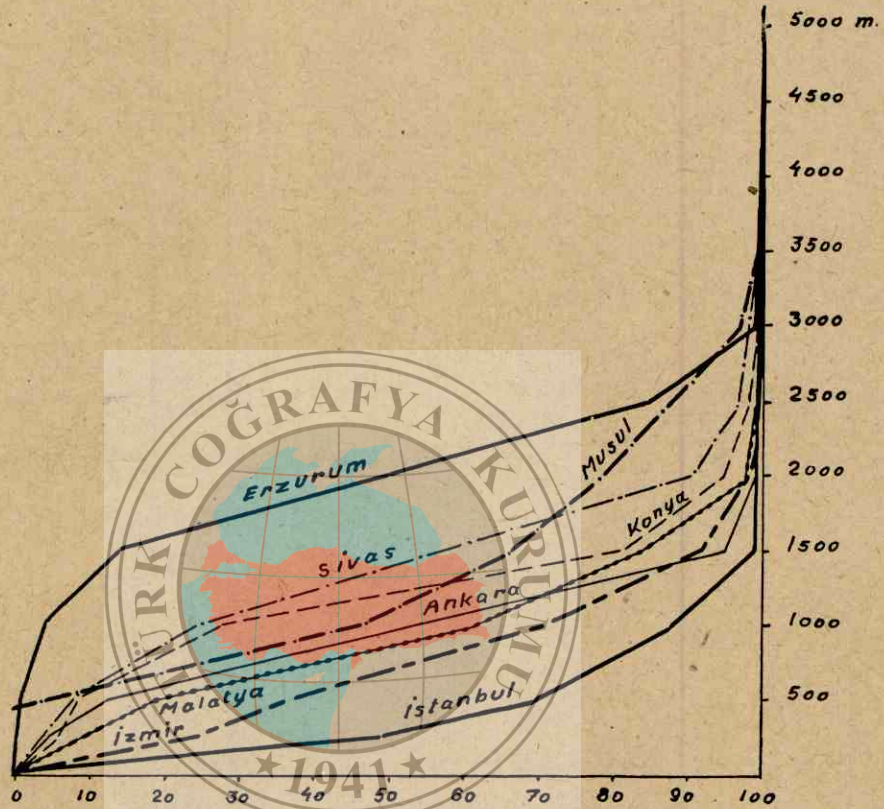 5000 m.
4500
4000
3500
3000
2500
2000
1500
1000
500
Erzurum
Musul
Konya
Sivas
Ankara
Malatya
İzmir
İstanbul
0 10 20 30 40 50 60 70 80 90 100
TÜRK COĞRAFYA KURUMU
★ 1941 ★